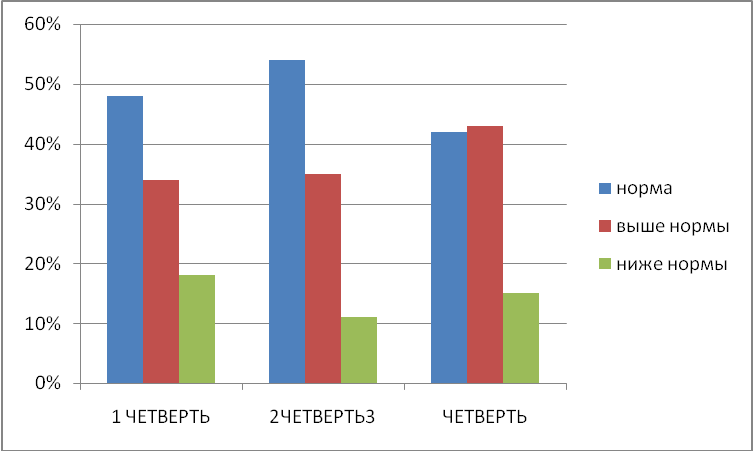 60%
50%
40%
30%
20%
10%
0%
1 ЧЕТВЕРТЬ
2ЧЕТВЕРТЬ3
ЧЕТВЕРТЬ
норма
выше нормы
ниже нормы